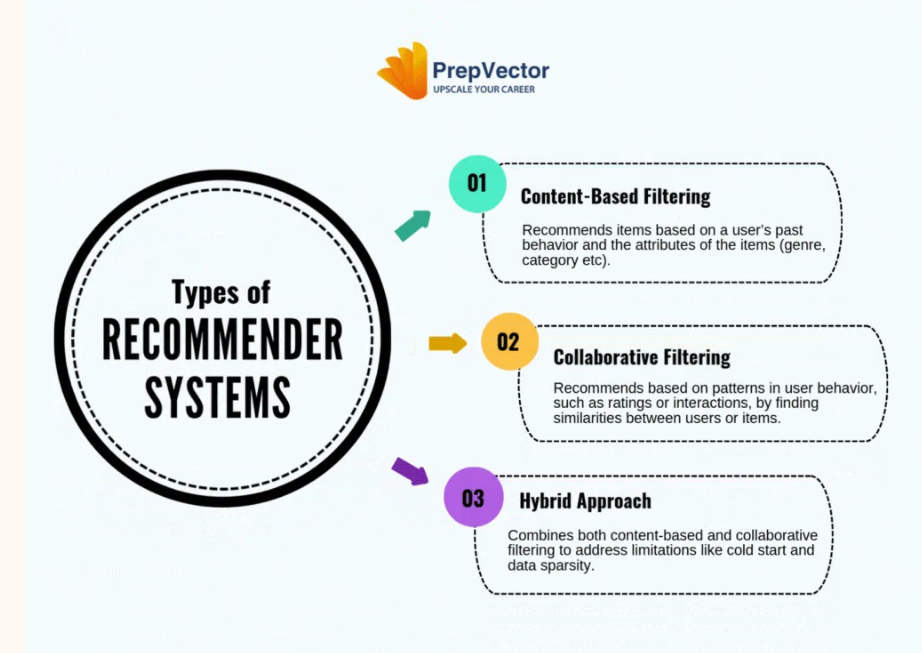 PrepVector
UPSCALE YOUR CAREER
Types of
RECOMMENDER
SYSTEMS
01
Content-Based Filtering
Recommends items based on a user's past
behavior and the attributes of the items (genre,
category etc).
02
Collaborative Filtering
Recommends based on patterns in user behavior,
such as ratings or interactions, by finding
similarities between users or items.
03
Hybrid Approach
Combines both content-based and collaborative
filtering to address limitations like cold start and
data sparsity.